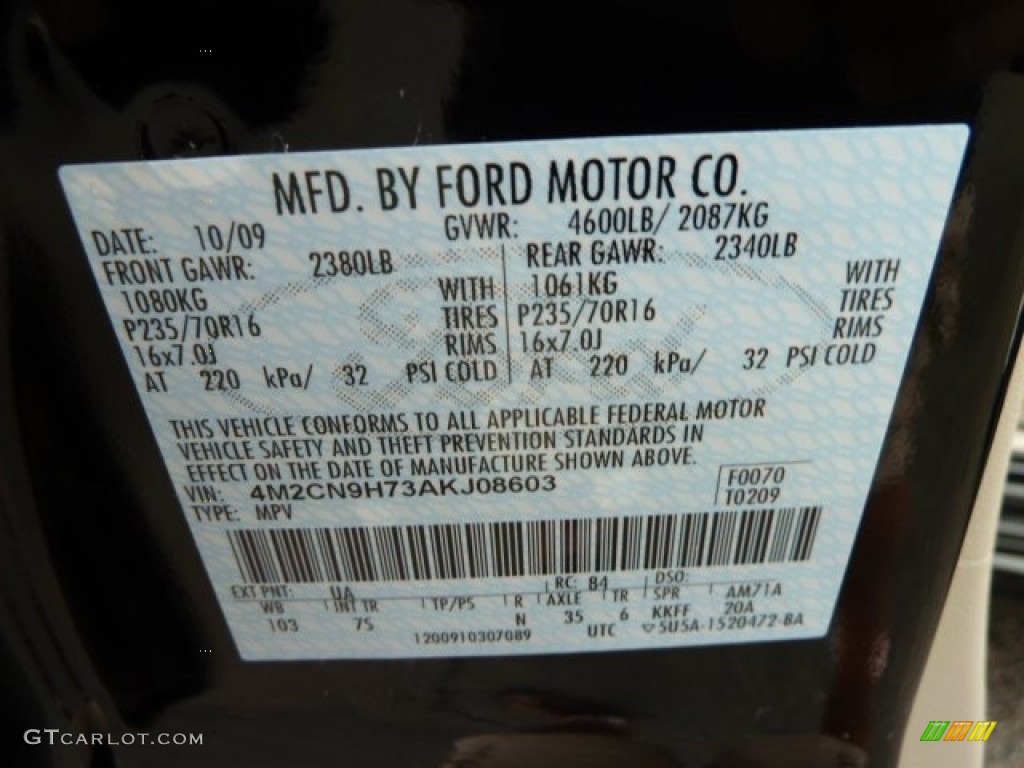 MFD. BY FORD MOTOR CO.
DATE: 10/09 GVWR: 4600LB/ 2087KG
FRONT GAWR: 2380LB REAR GAWR: 2340LB
1080KG WITH 1061KG WITH
P235/70R16 TIRES P235/70R16 TIRES
16x7.0J RIMS 16x7.0J RIMS
AT 220 kPa/ 32 PSI COLD AT 220 kPa/ 32 PSI COLD
THIS VEHICLE CONFORMS TO ALL APPLICABLE FEDERAL MOTOR
VEHICLE SAFETY AND THEFT PREVENTION STANDARDS IN
EFFECT ON THE DATE OF MANUFACTURE SHOWN ABOVE.
VIN: 4M2CN9H73AKJ08603 F0070
TYPE: MPV T0209
EXT PNT: UA RC: B4 DSO:
WB INT TR TP/PS R AXLE TR SPR AM71A
103 75 N 35 6 KKFF 20A
1200910307089 UTC 5U5A-1520472-BA
GTCARLOT.COM